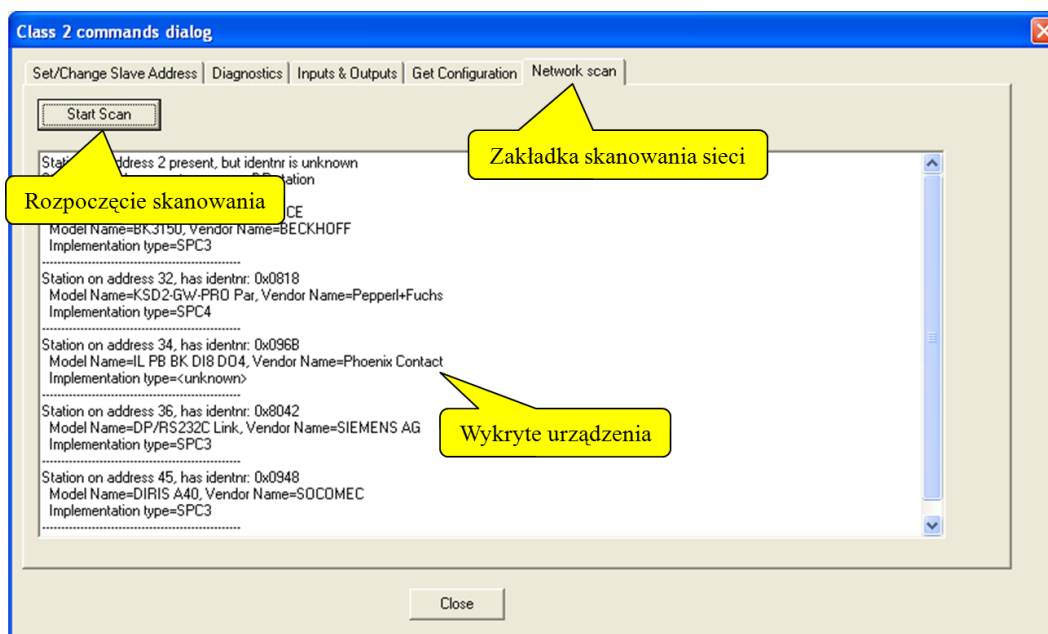 Class 2 commands dialog
Set/Change Slave Address
Diagnostics
Inputs & Outputs
Get Configuration
Network scan
Start Scan
Zakładka skanowania sieci
address 2 present, but identnr is unknown
Rozpoczęcie skanowania
Model Name=BK3150, Vendor Name=BECKHOFF
Implementation type=SPC3
Station on address 32, has identnr: 0x0818
Model Name=KSD2-GW-PRO Par, Vendor Name=Pepperl+Fuchs
Implementation type=SPC4
Station on address 34, has identnr: 0x096B
Model Name=IL PB BK DI8 DO4, Vendor Name=Phoenix Contact
Implementation type=<unknown>
Station on address 36, has identnr: 0x8042
Model Name=DP/RS232C Link, Vendor Name=SIEMENS AG
Implementation type=SPC3
Wykryte urządzenia
Station on address 45, has identnr: 0x0948
Model Name=DIRIS A40, Vendor Name=SOCOMEC
Implementation type=SPC3
Close